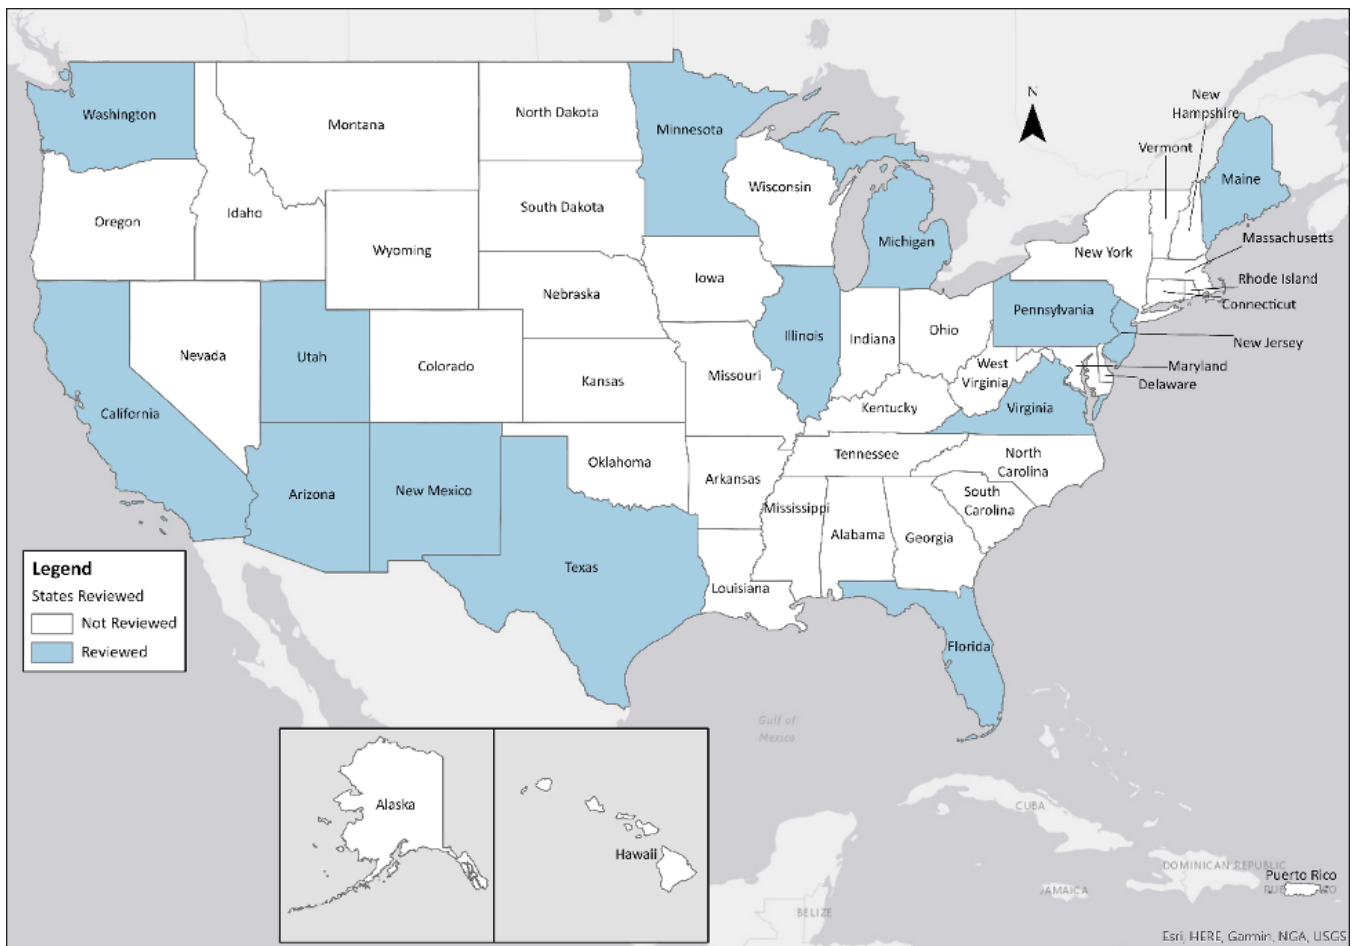 N
New
Hampshire
Washington
Montana
North Dakota
Minnesota
Vermont
Maine
Wisconsin
Oregon
Idaho
South Dakota
Wyoming
Michigan
Massachusetts
New York
Iowa
Rhode Island
Nebraska
Connecticut
Pennsylvania
Nevada
Utah
Illinois
Indiana
Ohio
New Jersey
Colorado
Missouri
West
Virginia
Maryland
Kansas
Delaware
California
Kentucky
Virginia
Tennessee
North
Carolina
Oklahoma
Arizona
New Mexico
Arkansas
South
Carolina
Mississippi
Alabama
Georgia
Texas
Louisiana
Florida
Legend
States Reviewed
Not Reviewed
Reviewed
Gulf of
Mexico
Alaska
Hawaii
CUBA
DOMINICAN REPUBLIC
Puerto Rico
JAMAICA
BELIZE
Esri, HERE, Garmin, NGA, USGS